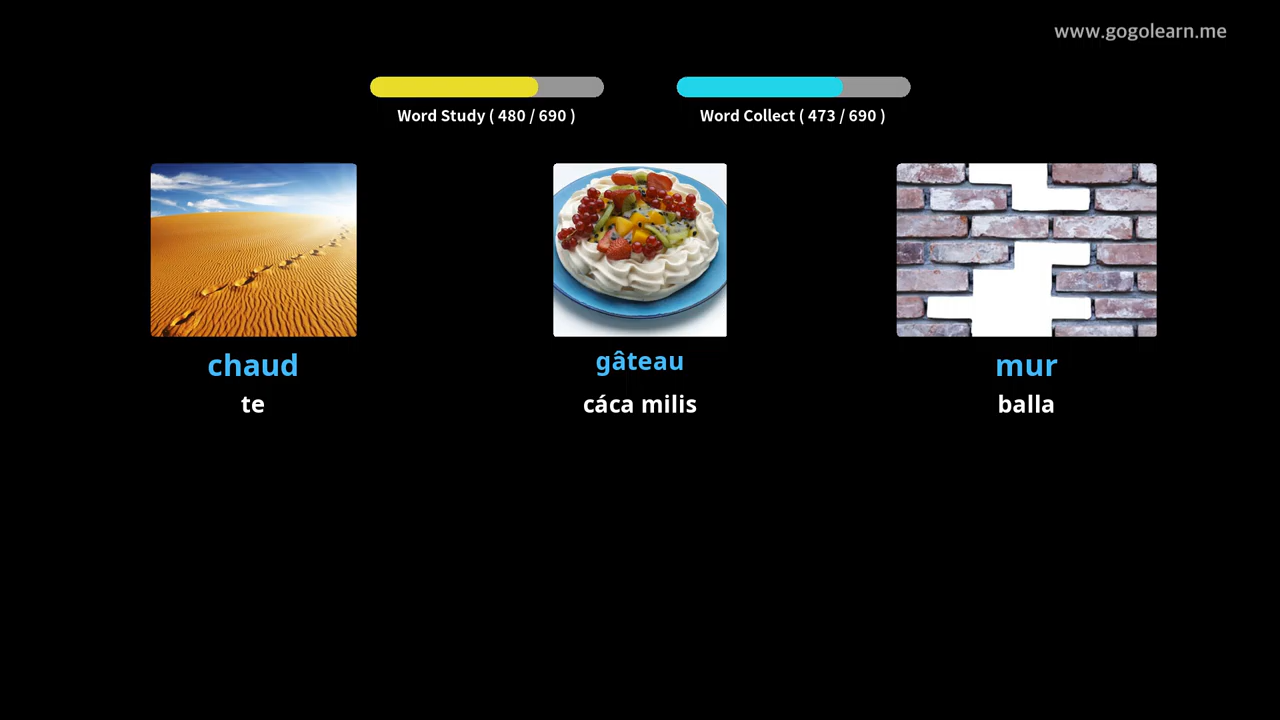 www.gogolearn.me
Word Study ( 480 / 690 )
Word Collect ( 473 / 690 )
chaud
gâteau
mur
te
cáca milis
balla